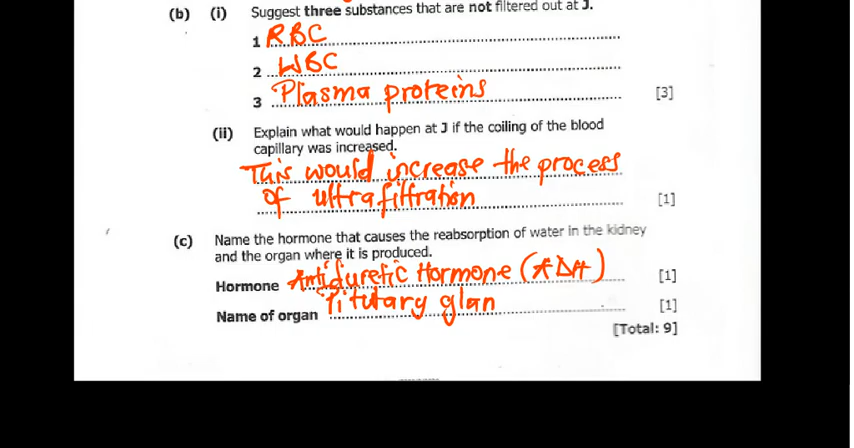 (b) (i) Suggest three substances that are not filtered out at J.
1 RBC
2 WBC
3 Plasma proteins [3]
(ii) Explain what would happen at J if the coiling of the blood
capillary was increased.
This would increase the process
of ultrafiltration [1]
(c) Name the hormone that causes the reabsorption of water in the kidney
and the organ where it is produced.
Hormone Antidiuretic Hormone (ADH) [1]
Name of organ Pitutary glan [1]
[Total: 9]